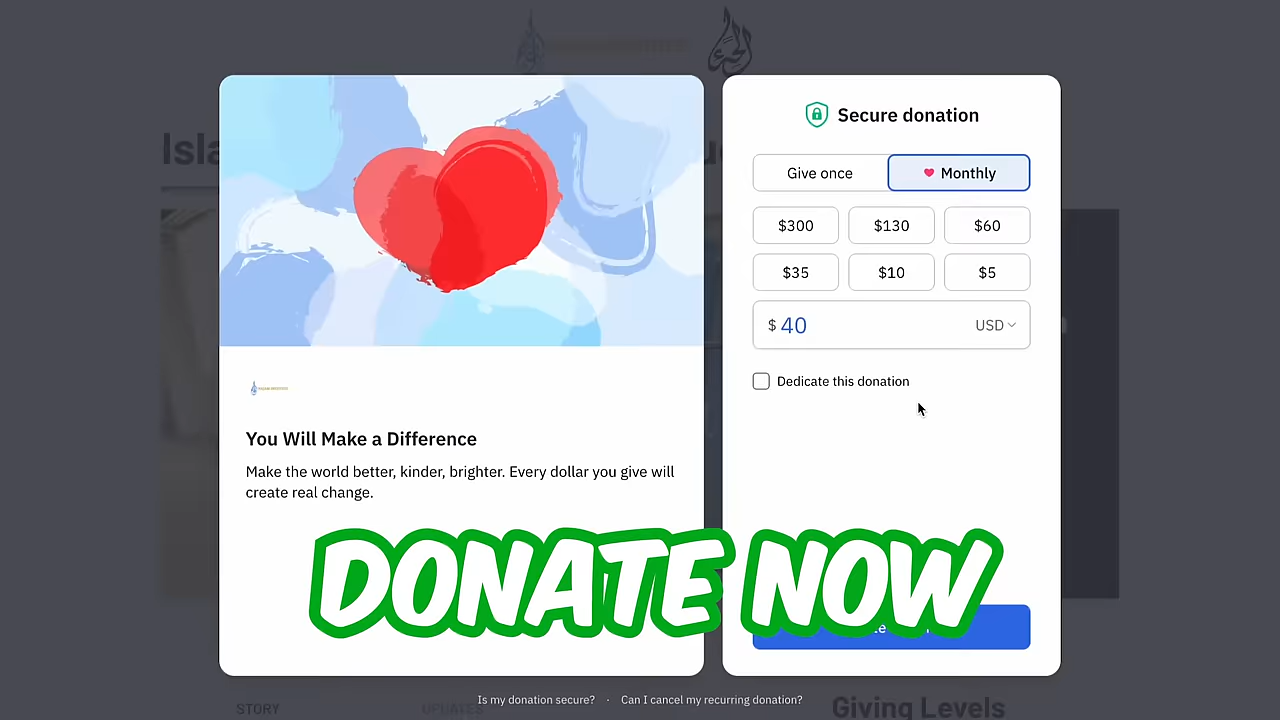 Isla
Secure donation
Give once
Monthly
$300
$130
$60
$35
$10
$5
$ 40
USD
Dedicate this donation
You Will Make a Difference
Make the world better, kinder, brighter. Every dollar you give will
create real change.
DONATE NOW
Is my donation secure? · Can I cancel my recurring donation?
STORY
UPDATES
Giving Levels